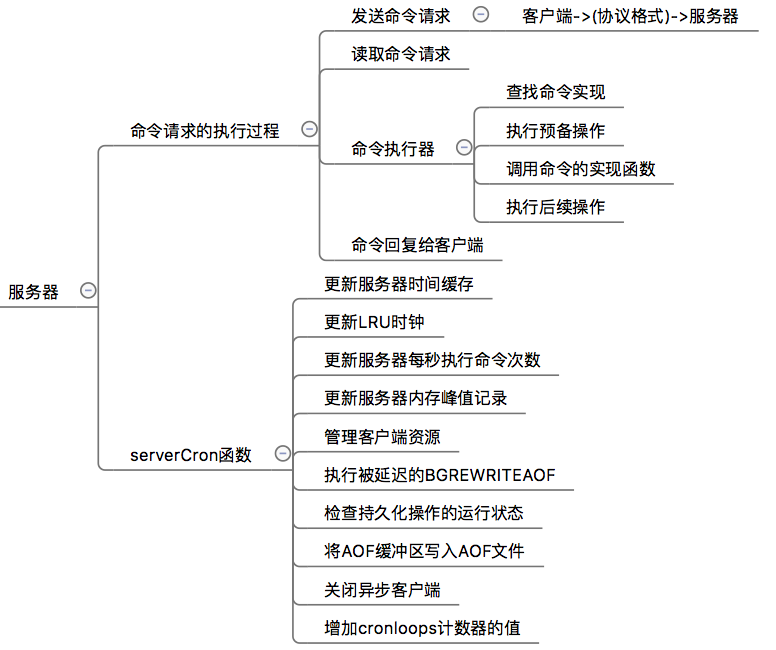 发送命令请求
客户端->(协议格式)->服务器
读取命令请求
命令请求的执行过程
查找命令实现
执行预备操作
命令执行器
调用命令的实现函数
执行后续操作
命令回复给客户端
服务器
更新服务器时间缓存
更新LRU时钟
更新服务器每秒执行命令次数
更新服务器内存峰值记录
管理客户端资源
serverCron函数
执行被延迟的BGREWRITEAOF
检查持久化操作的运行状态
将AOF缓冲区写入AOF文件
关闭异步客户端
增加cronloops计数器的值